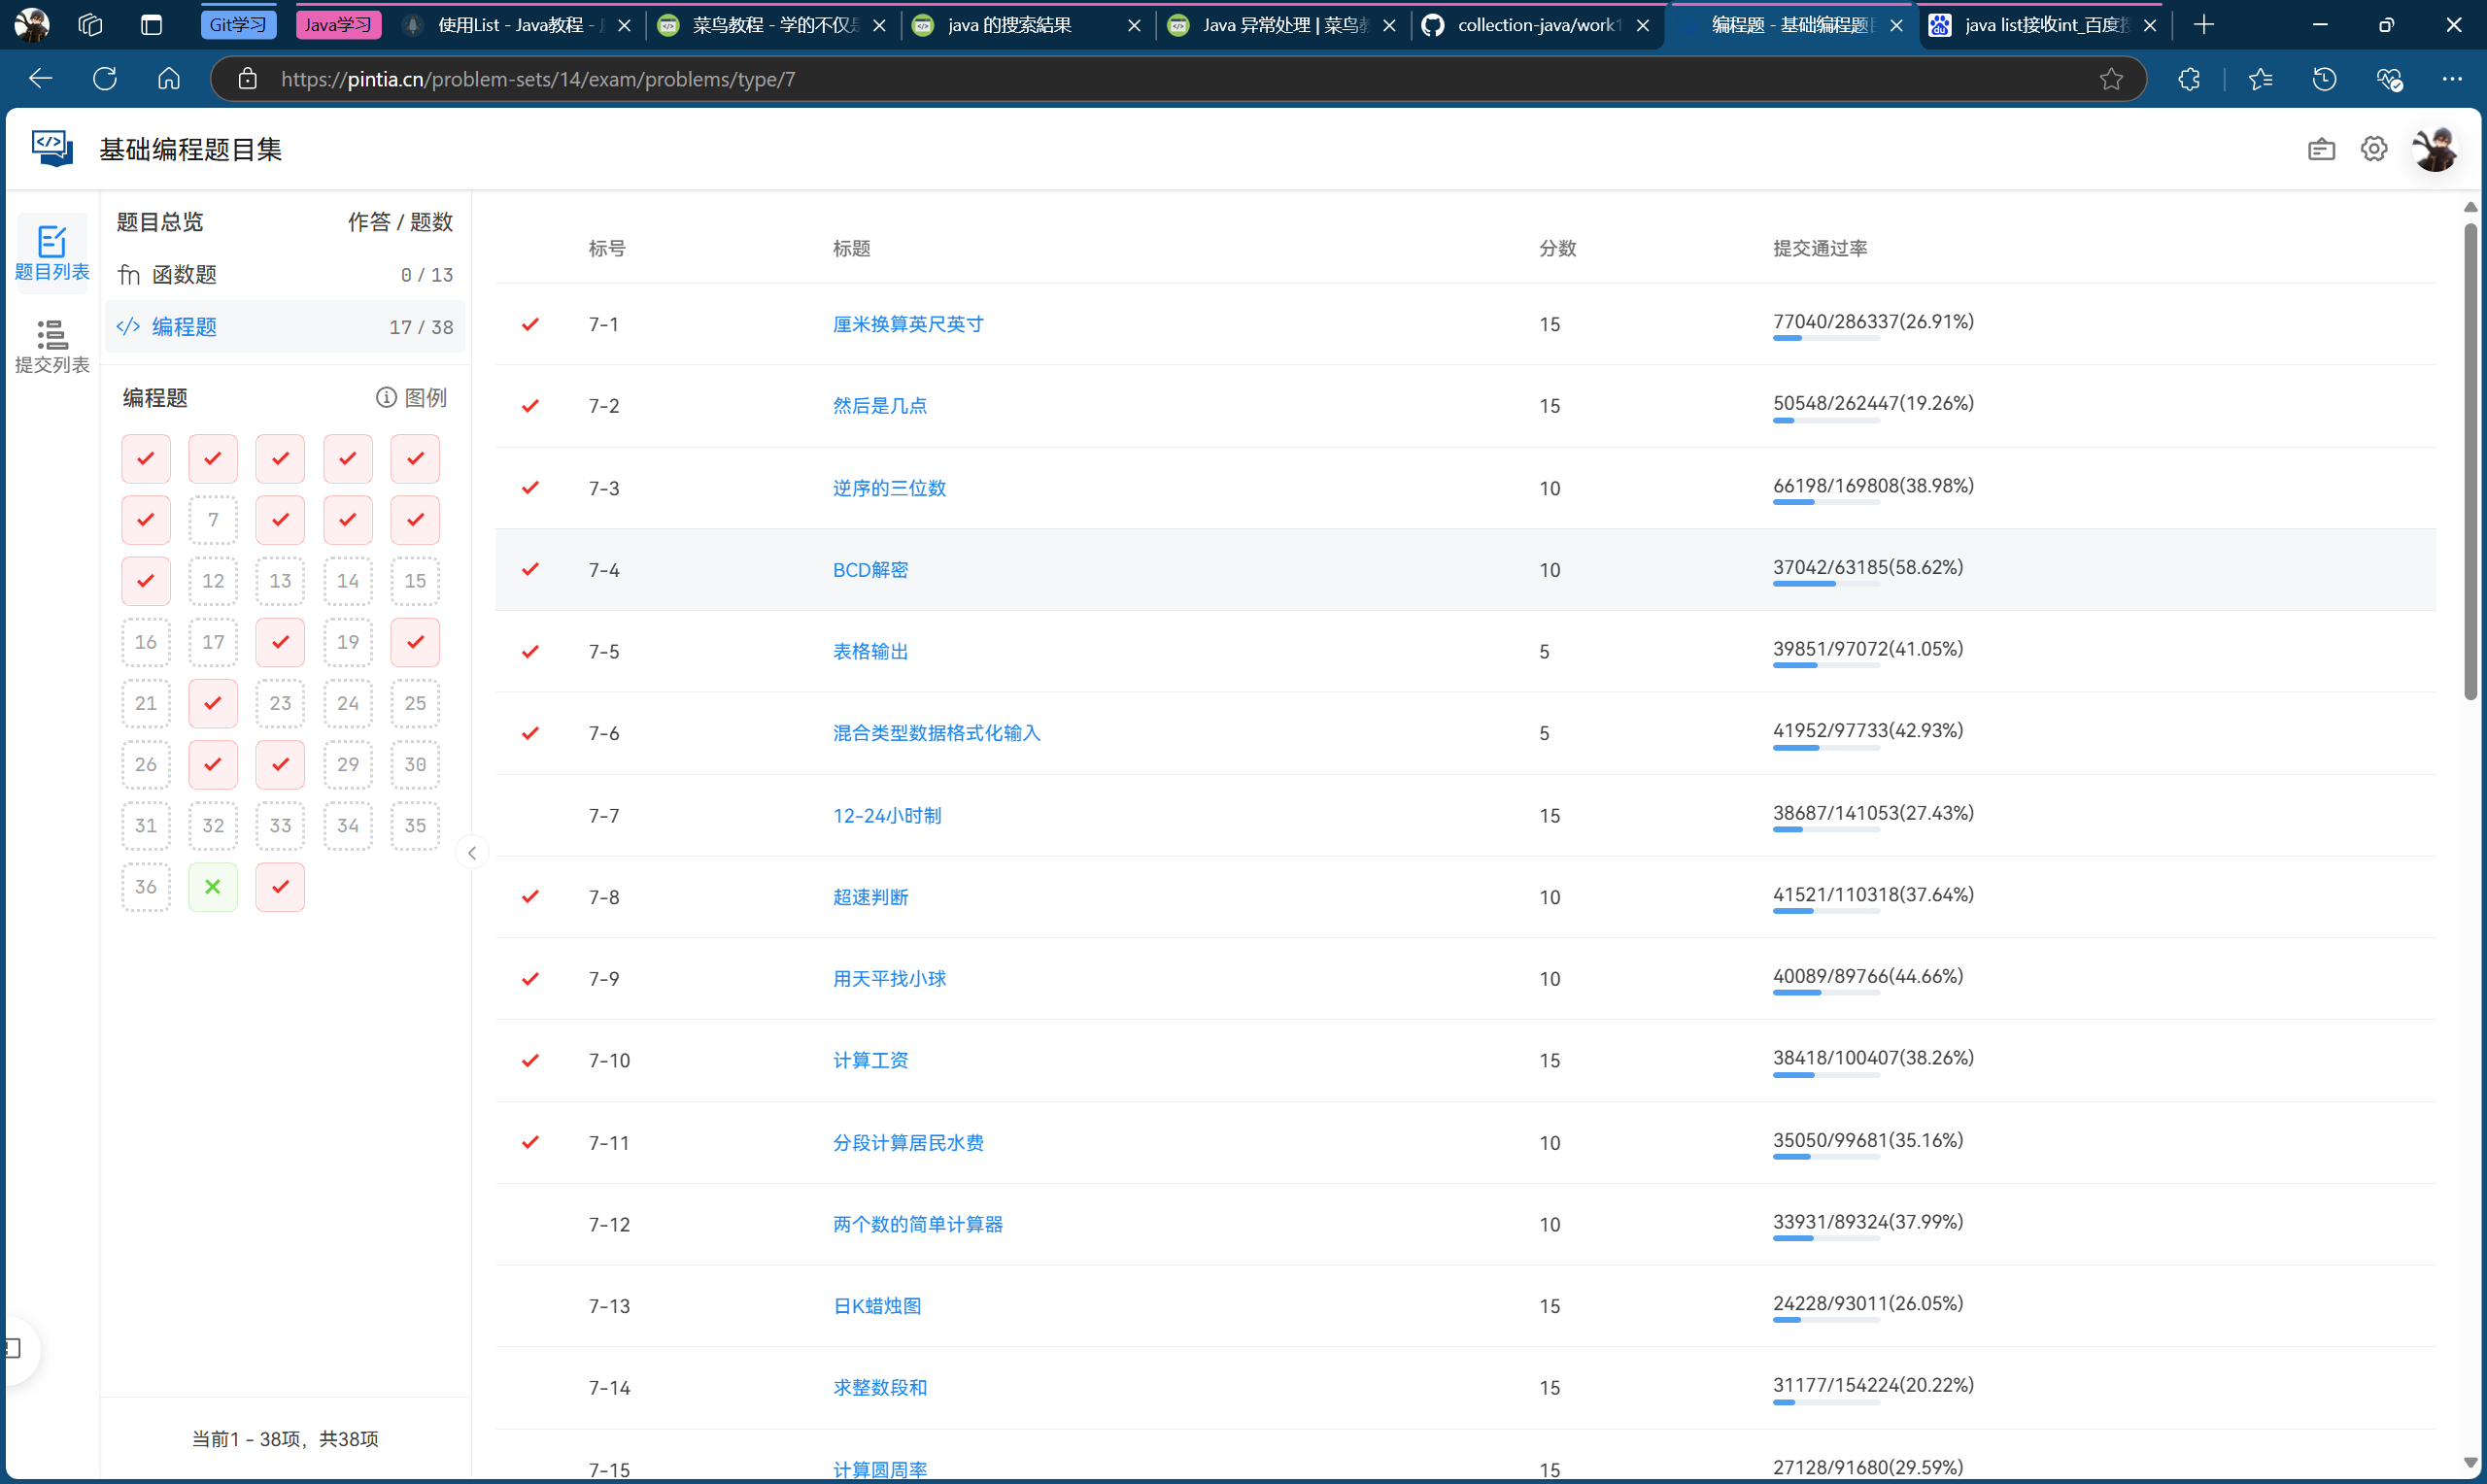 Git学习
Java学习
使用List - Java教程 -
菜鸟教程 - 学的不仅是
java 的搜索結果
Java 异常处理 | 菜鸟教
collection-java/work1
编程题 - 基础编程题目
java list接收int_百度搜
https://pintia.cn/problem-sets/14/exam/problems/type/7
基础编程题目集
题目列表
提交列表
题目总览 作答 / 题数
fn 函数题 0 / 13
</> 编程题 17 / 38
编程题 图例
7
12 13 14 15
16 17 19
21 23 24 25
26 29 30
31 32 33 34 35
36
当前1 - 38项，共38项
标号 标题 分数 提交通过率
7-1 厘米换算英尺英寸 15 77040/286337(26.91%)
7-2 然后是几点 15 50548/262447(19.26%)
7-3 逆序的三位数 10 66198/169808(38.98%)
7-4 BCD解密 10 37042/63185(58.62%)
7-5 表格输出 5 39851/97072(41.05%)
7-6 混合类型数据格式化输入 5 41952/97733(42.93%)
7-7 12-24小时制 15 38687/141053(27.43%)
7-8 超速判断 10 41521/110318(37.64%)
7-9 用天平找小球 10 40089/89766(44.66%)
7-10 计算工资 15 38418/100407(38.26%)
7-11 分段计算居民水费 10 35050/99681(35.16%)
7-12 两个数的简单计算器 10 33931/89324(37.99%)
7-13 日K蜡烛图 15 24228/93011(26.05%)
7-14 求整数段和 15 31177/154224(20.22%)
7-15 计算圆周率 15 27128/91680(29.59%)